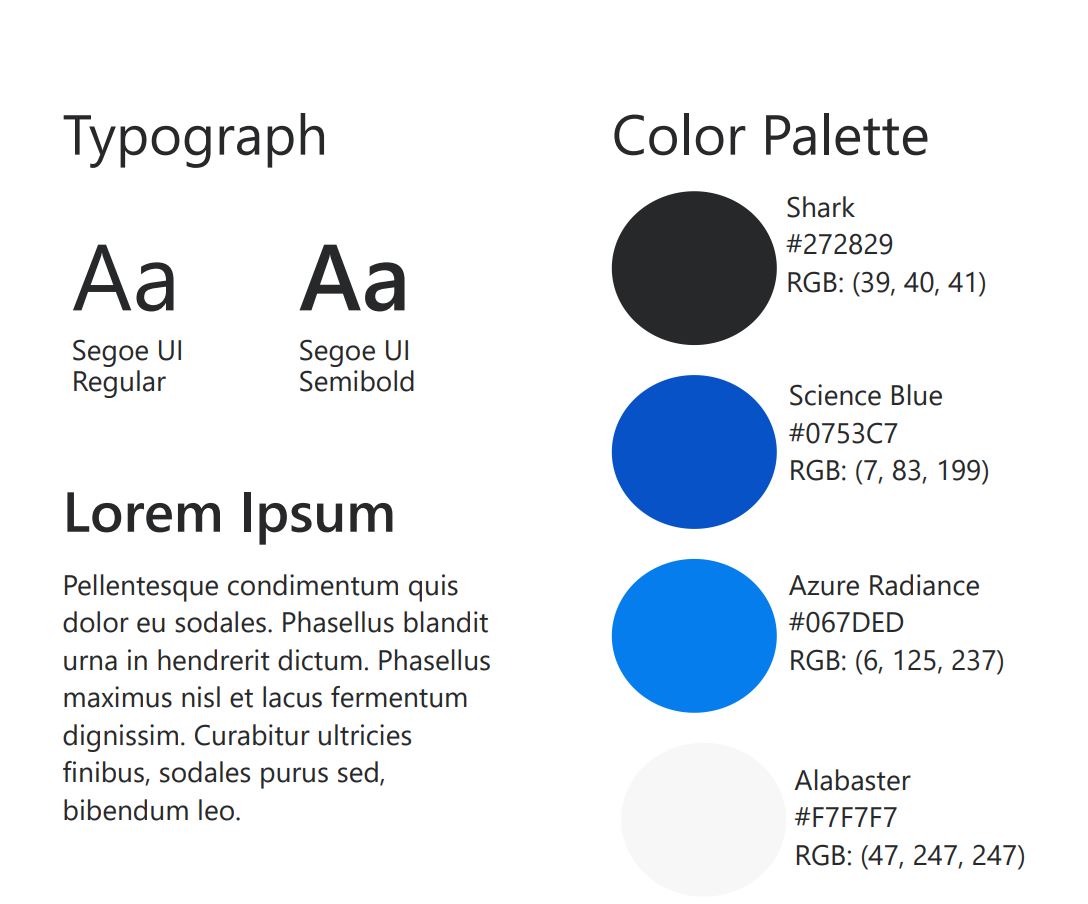 Typograph
Aa
Segoe UI
Regular
Aa
Segoe UI
Semibold
Lorem Ipsum
Pellentesque condimentum quis
dolor eu sodales. Phasellus blandit
urna in hendrerit dictum. Phasellus
maximus nisl et lacus fermentum
dignissim. Curabitur ultricies
finibus, sodales purus sed,
bibendum leo.
Color Palette
Shark
#272829
RGB: (39, 40, 41)
Science Blue
#0753C7
RGB: (7, 83, 199)
Azure Radiance
#067DED
RGB: (6, 125, 237)
Alabaster
#F7F7F7
RGB: (47, 247, 247)